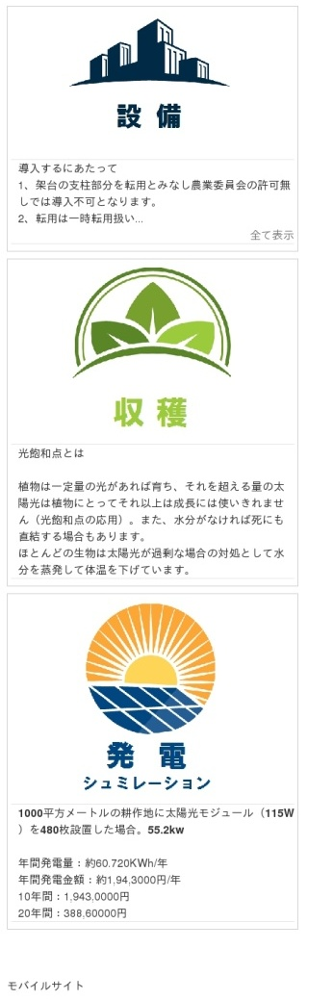 設備
導入するにあたって
1、架台の支柱部分を転用とみなし農業委員会の許可無
しでは導入不可となります。
2、転用は一時転用扱い...
全て表示
収穫
光飽和点とは
植物は一定量の光があれば育ち、それを超える量の太
陽光は植物にとってそれ以上は成長には使いきれませ
ん（光飽和点の応用）。また、水分がなければ死にも
直結する場合もあります。
ほとんどの生物は太陽光が過剰な場合の対処として水
分を蒸発して体温を下げています。
発電
シュミレーション
1000平方メートルの耕作地に太陽光モジュール（115W
）を480枚設置した場合。55.2kw
年間発電量：約60.720KWh/年
年間発電金額：約1,94,3000円/年
10年間：1,943,0000円
20年間：388,60000円
モバイルサイト